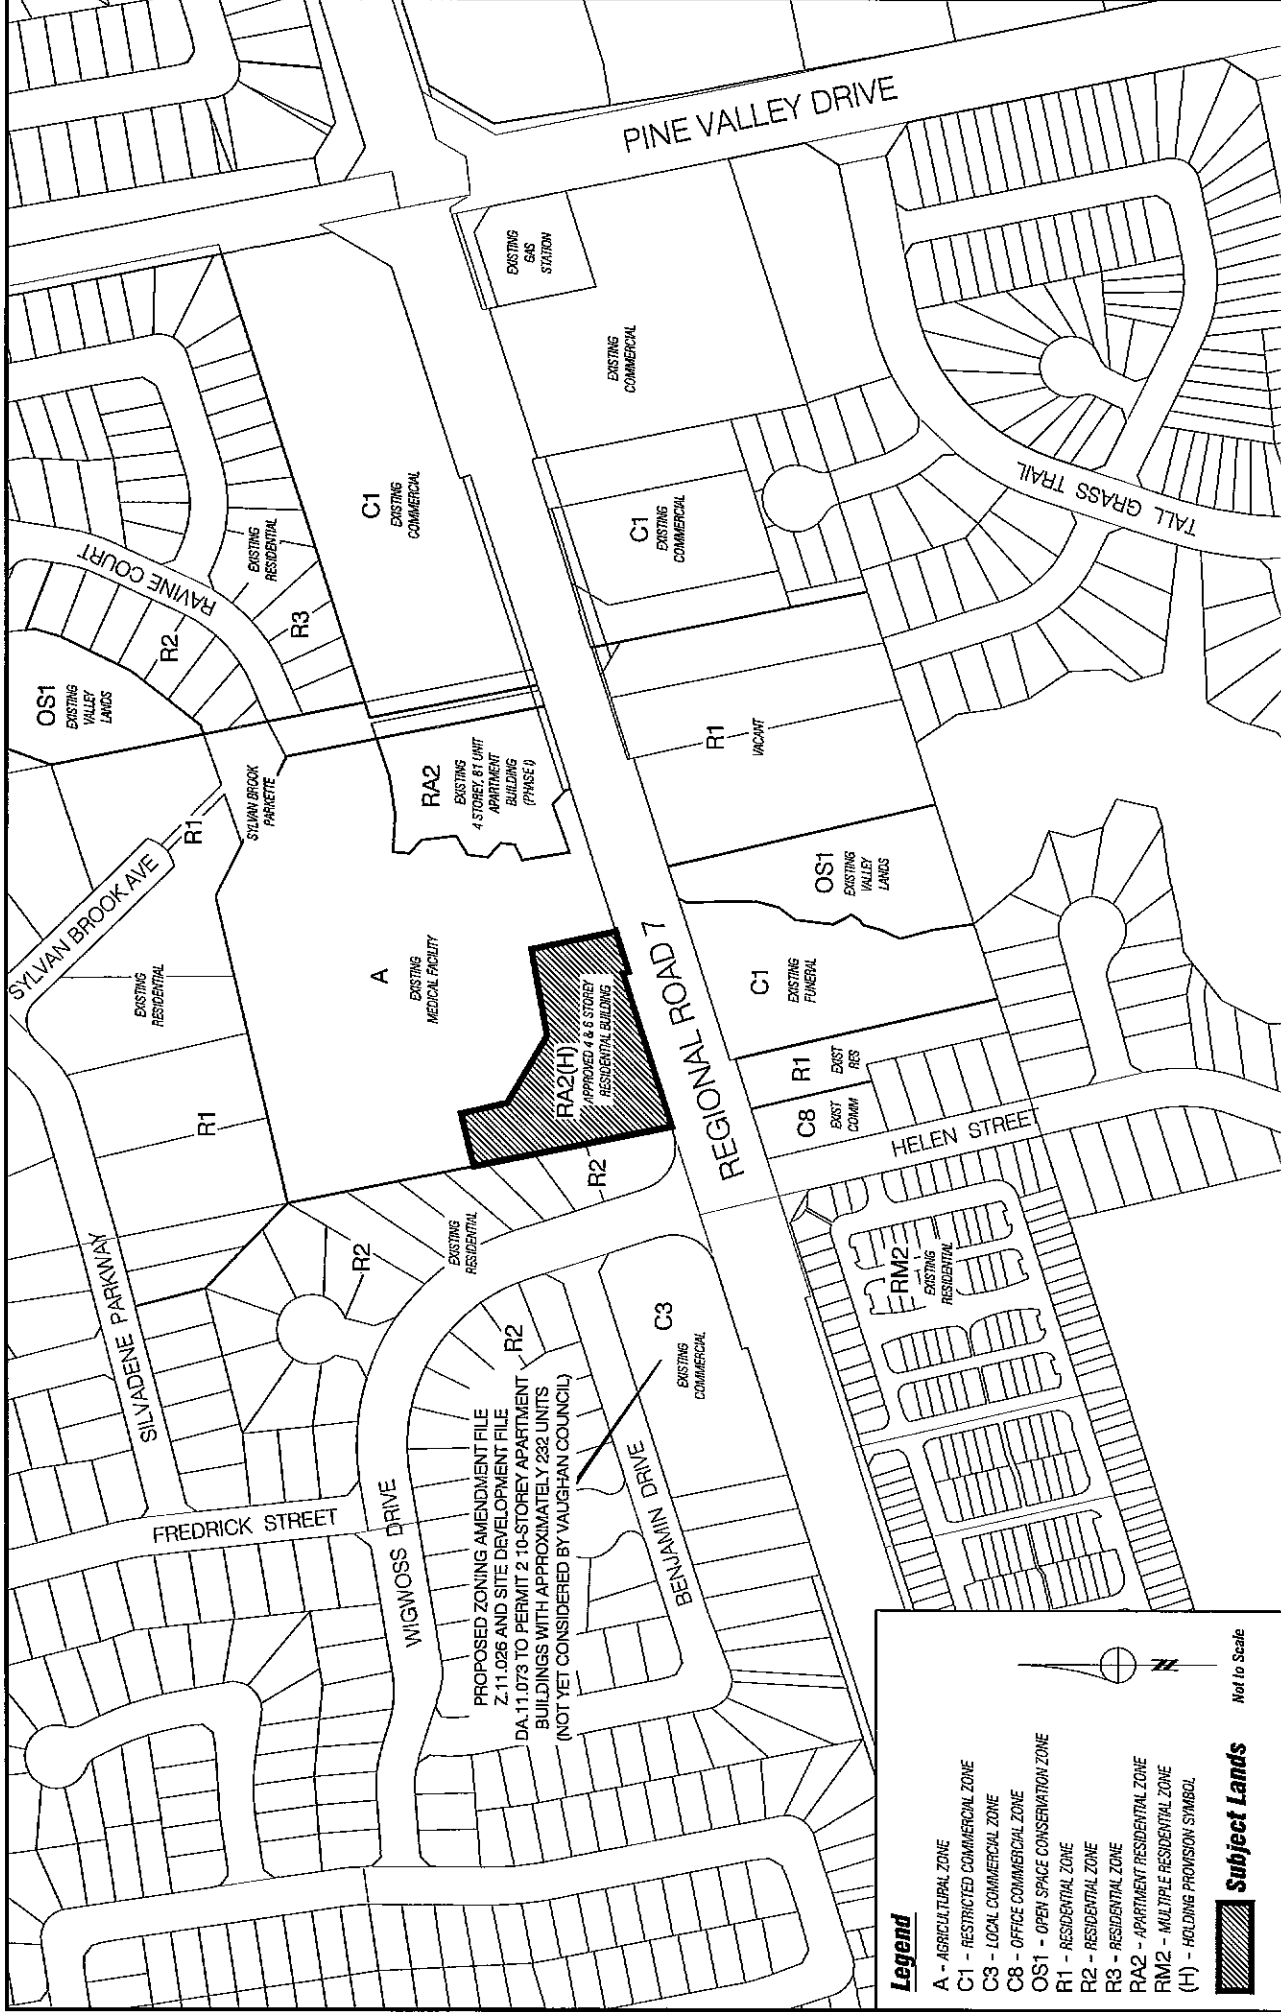 PINE VALLEY DRIVE
EXISTING
GAS
STATION
EXISTING
COMMERCIAL
C1
EXISTING
COMMERCIAL
C1
EXISTING
COMMERCIAL
TALL GRASS TRAIL
RAVINE COURT
EXISTING
RESIDENTIAL
R3
R2
OS1
EXISTING
VALLEY
LANDS
SYLVAN BROOK
PARKETTE
RA2
EXISTING
4 STOREY, 81 UNIT
APARTMENT
BUILDING
(PHASE I)
R1
VACANT
SYLVAN BROOK AVE
R1
EXISTING
RESIDENTIAL
R1
A
EXISTING
MEDICAL FACILITY
OS1
EXISTING
VALLEY
LANDS
C1
EXISTING
FUNERAL
RA2(H)
APPROVED 4 & 6 STOREY
RESIDENTIAL BUILDING
REGIONAL ROAD 7
R1
EXIST
RES
C8
EXIST
COMM
HELEN STREET
R2
EXISTING
RESIDENTIAL
R2
SILVADENE PARKWAY
RM2
EXISTING
RESIDENTIAL
C3
EXISTING
COMMERCIAL
R2
FREDRICK STREET
WIGWOSS DRIVE
BENJAMIN DRIVE
PROPOSED ZONING AMENDMENT FILE
Z.11.026 AND SITE DEVELOPMENT FILE
DA.11.073 TO PERMIT 2 10-STOREY APARTMENT
BUILDINGS WITH APPROXIMATELY 232 UNITS
(NOT YET CONSIDERED BY VAUGHAN COUNCIL)
Legend
A - AGRICULTURAL ZONE
C1 - RESTRICTED COMMERCIAL ZONE
C3 - LOCAL COMMERCIAL ZONE
C8 - OFFICE COMMERCIAL ZONE
OS1 - OPEN SPACE CONSERVATION ZONE
R1 - RESIDENTIAL ZONE
R2 - RESIDENTIAL ZONE
R3 - RESIDENTIAL ZONE
RA2 - APARTMENT RESIDENTIAL ZONE
RM2 - MULTIPLE RESIDENTIAL ZONE
(H) - HOLDING PROVISION SYMBOL
Subject Lands
N
Not to Scale